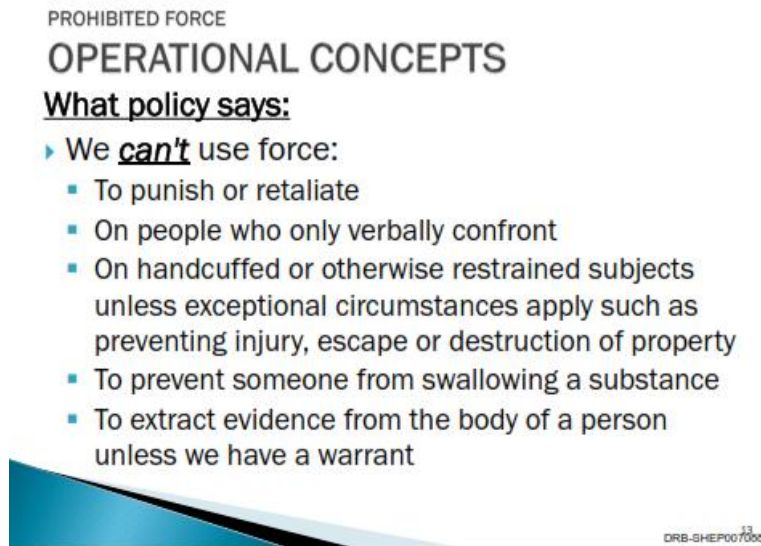 PROHIBITED FORCE
OPERATIONAL CONCEPTS
What policy says:
We can't use force:
To punish or retaliate
On people who only verbally confront
On handcuffed or otherwise restrained subjects
unless exceptional circumstances apply such as
preventing injury, escape or destruction of property
To prevent someone from swallowing a substance
To extract evidence from the body of a person
unless we have a warrant
13